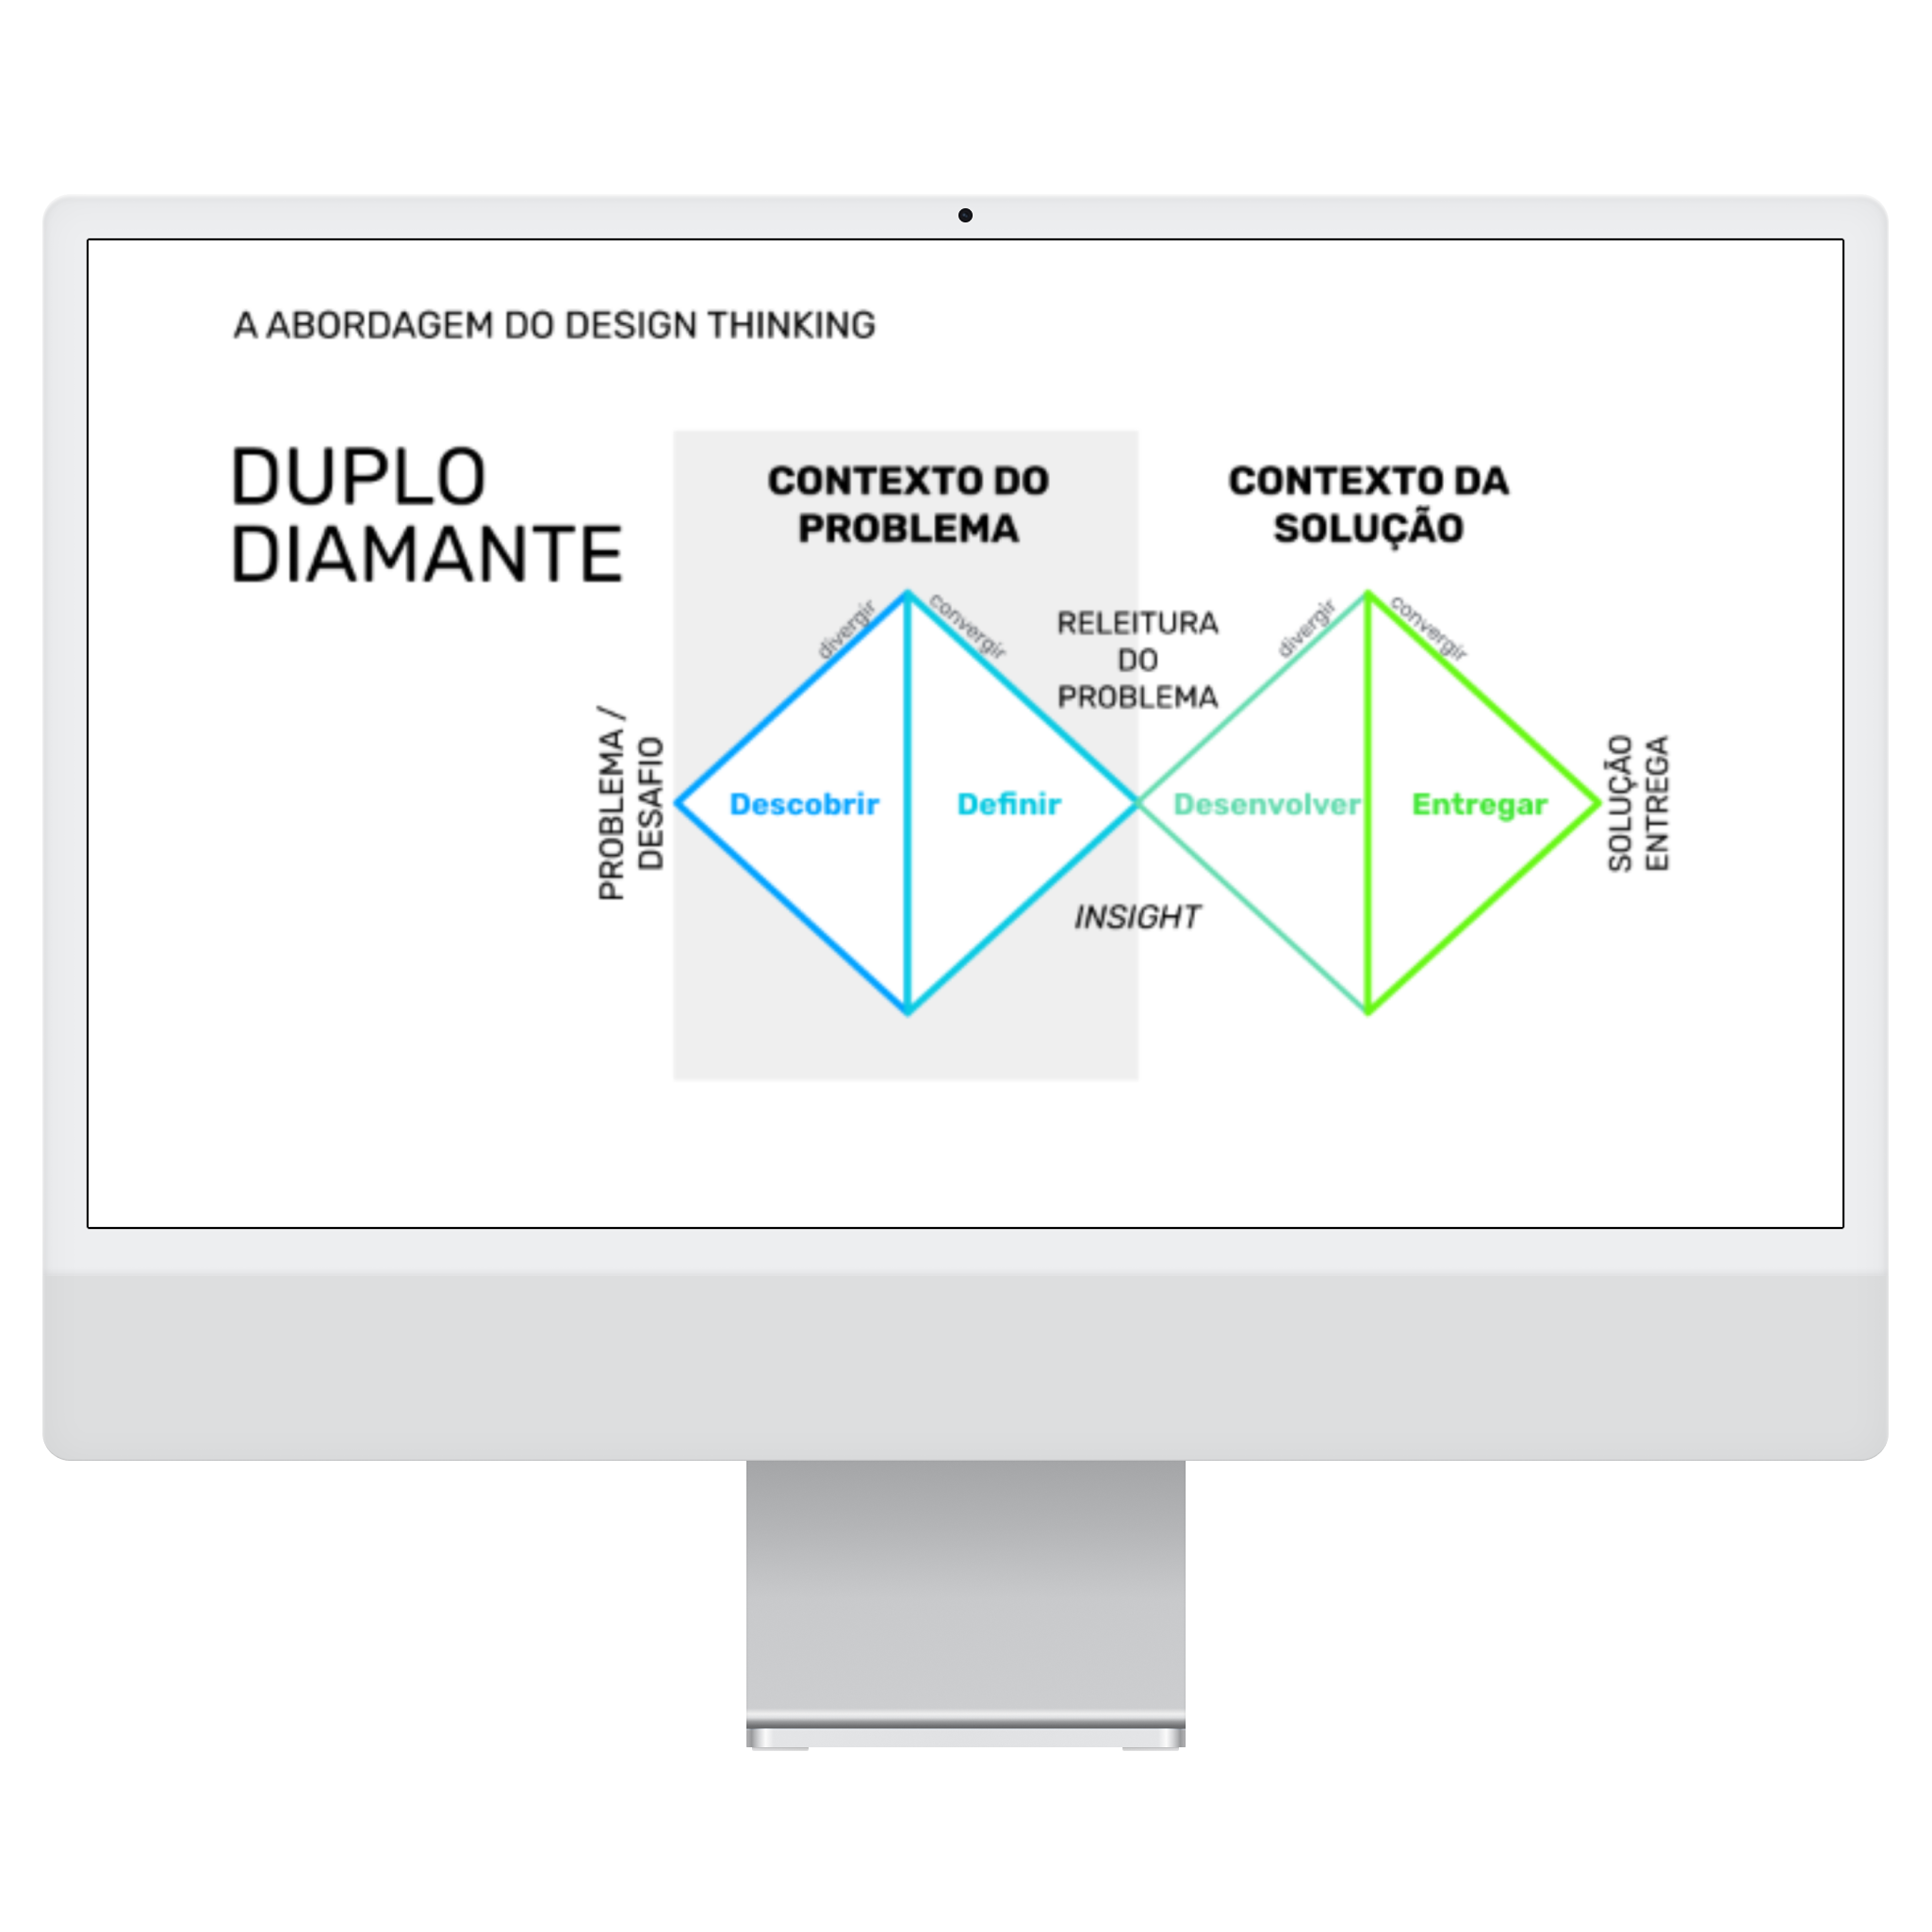 A ABORDAGEM DO DESIGN THINKING
DUPLO
DIAMANTE
CONTEXTO DO
PROBLEMA
CONTEXTO DA
SOLUÇÃO
divergir
convergir
RELEITURA
DO
PROBLEMA
divergir
convergir
PROBLEMA /
DESAFIO
Descobrir
Definir
Desenvolver
Entregar
SOLUÇÃO
ENTREGA
INSIGHT